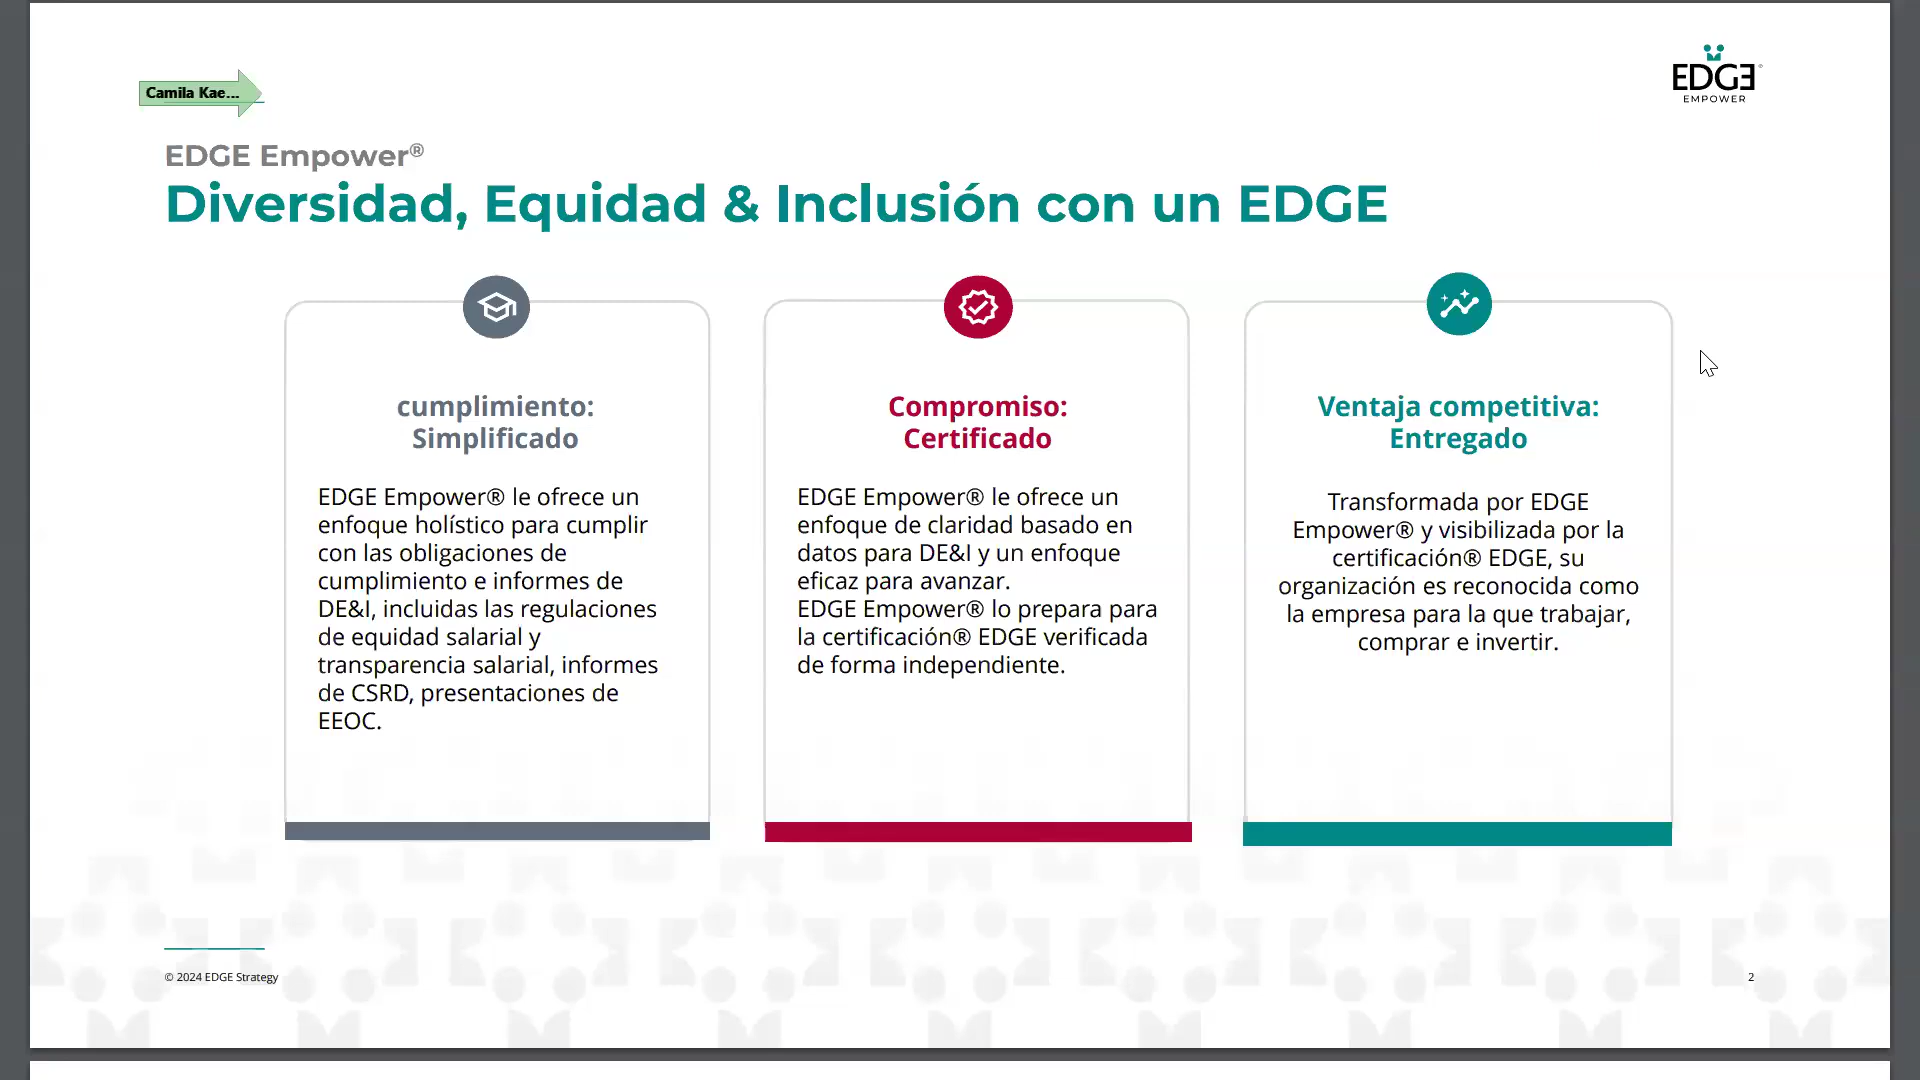 Camila Kae...
EDGE
EMPOWER
EDGE Empower®
Diversidad, Equidad & Inclusión con un EDGE
cumplimiento:
Simplificado
EDGE Empower® le ofrece un
enfoque holístico para cumplir
con las obligaciones de
cumplimiento e informes de
DE&I, incluidas las regulaciones
de equidad salarial y
transparencia salarial, informes
de CSRD, presentaciones de
EEOC.
Compromiso:
Certificado
EDGE Empower® le ofrece un
enfoque de claridad basado en
datos para DE&I y un enfoque
eficaz para avanzar.
EDGE Empower® lo prepara para
la certificación® EDGE verificada
de forma independiente.
Ventaja competitiva:
Entregado
Transformada por EDGE
Empower® y visibilizada por la
certificación® EDGE, su
organización es reconocida como
la empresa para la que trabajar,
comprar e invertir.
© 2024 EDGE Strategy
2